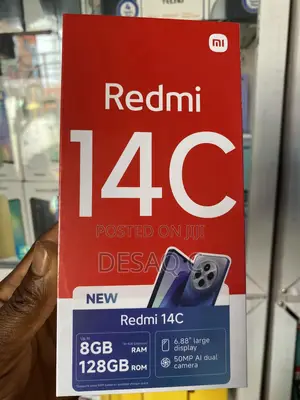 mi
Redmi
14C
POSTED ON JIJI
DESAQ
NEW
Redmi 14C
8GB RAM
128GB ROM
6.88" large
display
50MP AI dual
camera